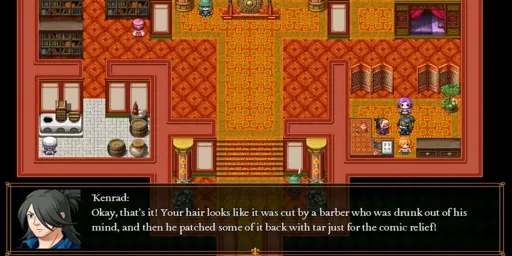 Kenrad:
Okay, that's it! Your hair looks like it was cut by a barber who was drunk out of his
mind, and then he patched some of it back with tar just for the comic relief!